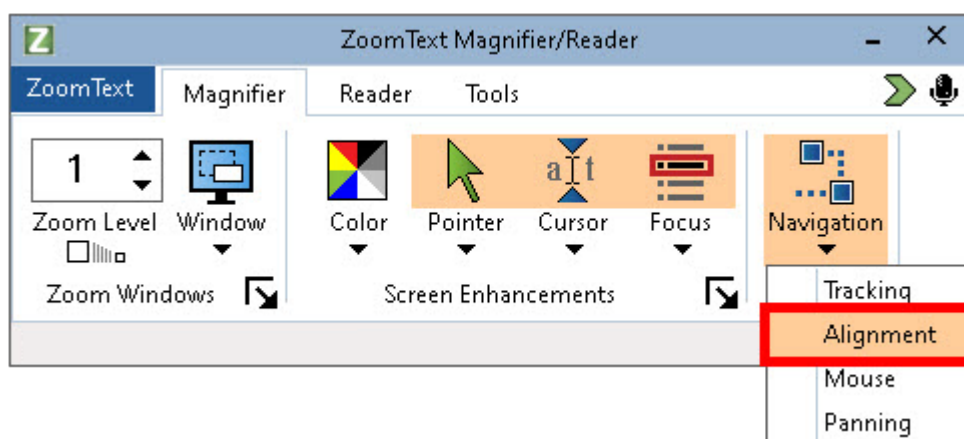 Z ZoomText Magnifier/Reader
ZoomText Magnifier Reader Tools
1
a t
Zoom Level Window Color Pointer Cursor Focus Navigation
Zoom Windows Screen Enhancements
Tracking
Alignment
Mouse
Panning